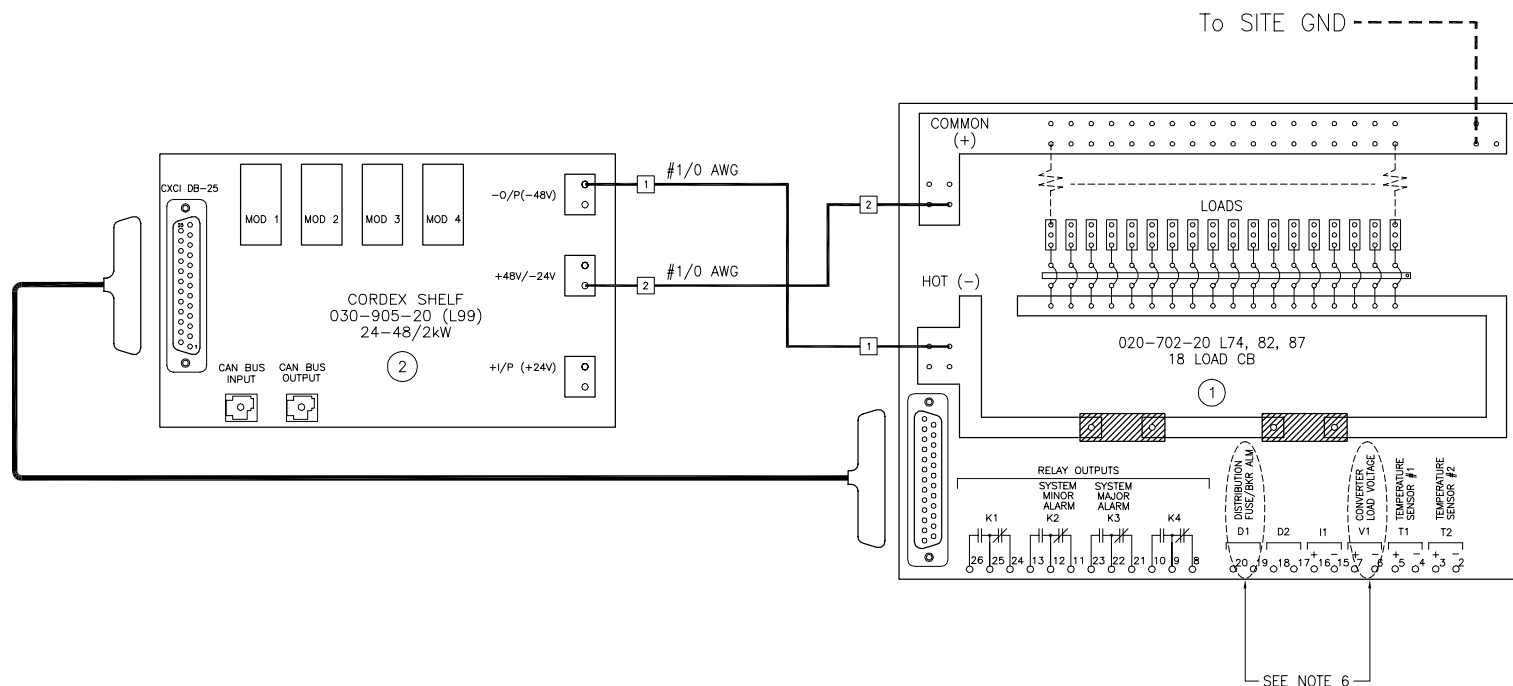 To SITE GND
COMMON
(+)
#1/0 AWG
CXCI DB-25
-O/P(-48V)
1
MOD 1
MOD 2
MOD 3
MOD 4
2
LOADS
25
+48V/-24V
#1/0 AWG
2
HOT (-)
CORDEX SHELF
030-905-20 (L99)
24-48/2kW
2
1
020-702-20 L74, 82, 87
18 LOAD CB
1
CAN BUS
INPUT
CAN BUS
OUTPUT
+I/P (+24V)
1
RELAY OUTPUTS
SYSTEM
MINOR
ALARM
SYSTEM
MAJOR
ALARM
K1
K2
K3
K4
DISTRIBUTION
FUSE/BKR ALM
CONVERTER
LOAD VOLTAGE
TEMPERATURE
SENSOR #1
TEMPERATURE
SENSOR #2
D1
D2
I1
V1
T1
T2
+ - + - + - + -
26 25 24 13 12 11 23 22 21 10 9 8 20 19 18 17 16 15 7 6 5 4 3 2
SEE NOTE 6